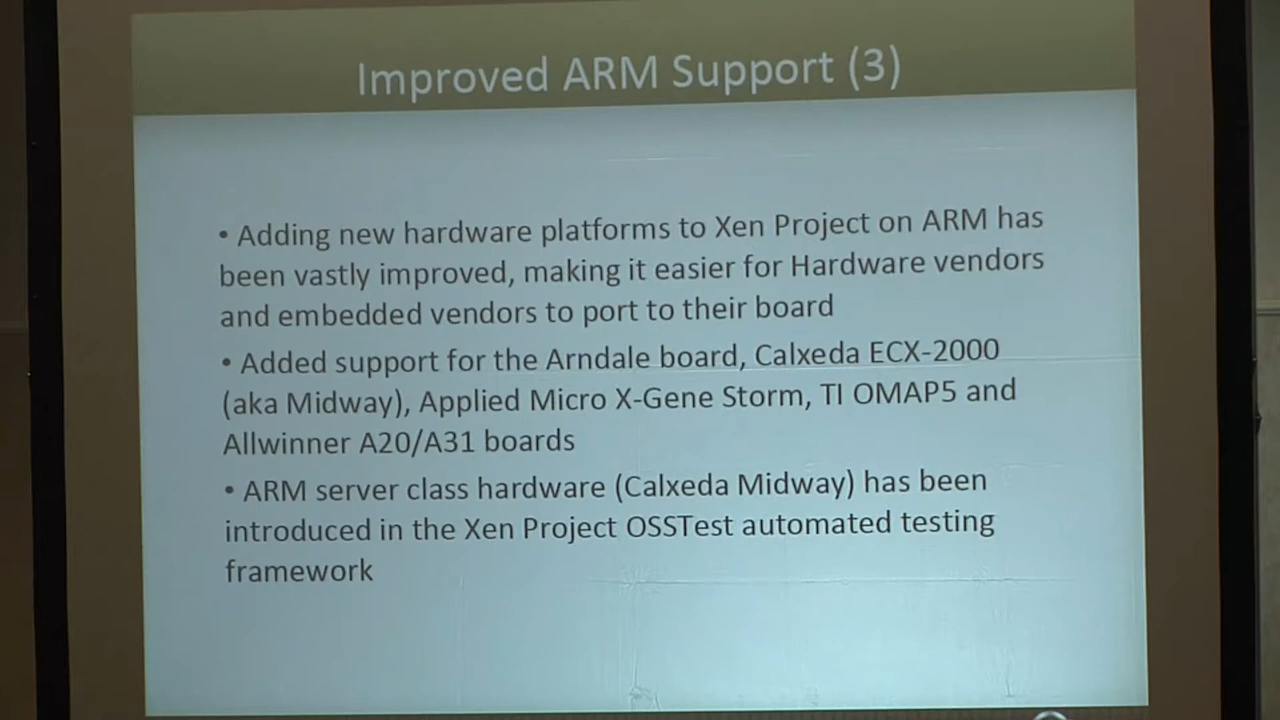 Improved ARM Support (3)
• Adding new hardware platforms to Xen Project on ARM has
been vastly improved, making it easier for Hardware vendors
and embedded vendors to port to their board
• Added support for the Arndale board, Calxeda ECX-2000
(aka Midway), Applied Micro X-Gene Storm, TI OMAP5 and
Allwinner A20/A31 boards
• ARM server class hardware (Calxeda Midway) has been
introduced in the Xen Project OSSTest automated testing
framework